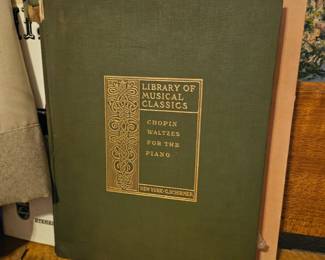 LIBRARY OF
MUSICAL
CLASSICS
CHOPIN
WALTZES
FOR THE
PIANO
NEW YORK·G. SCHIRMER